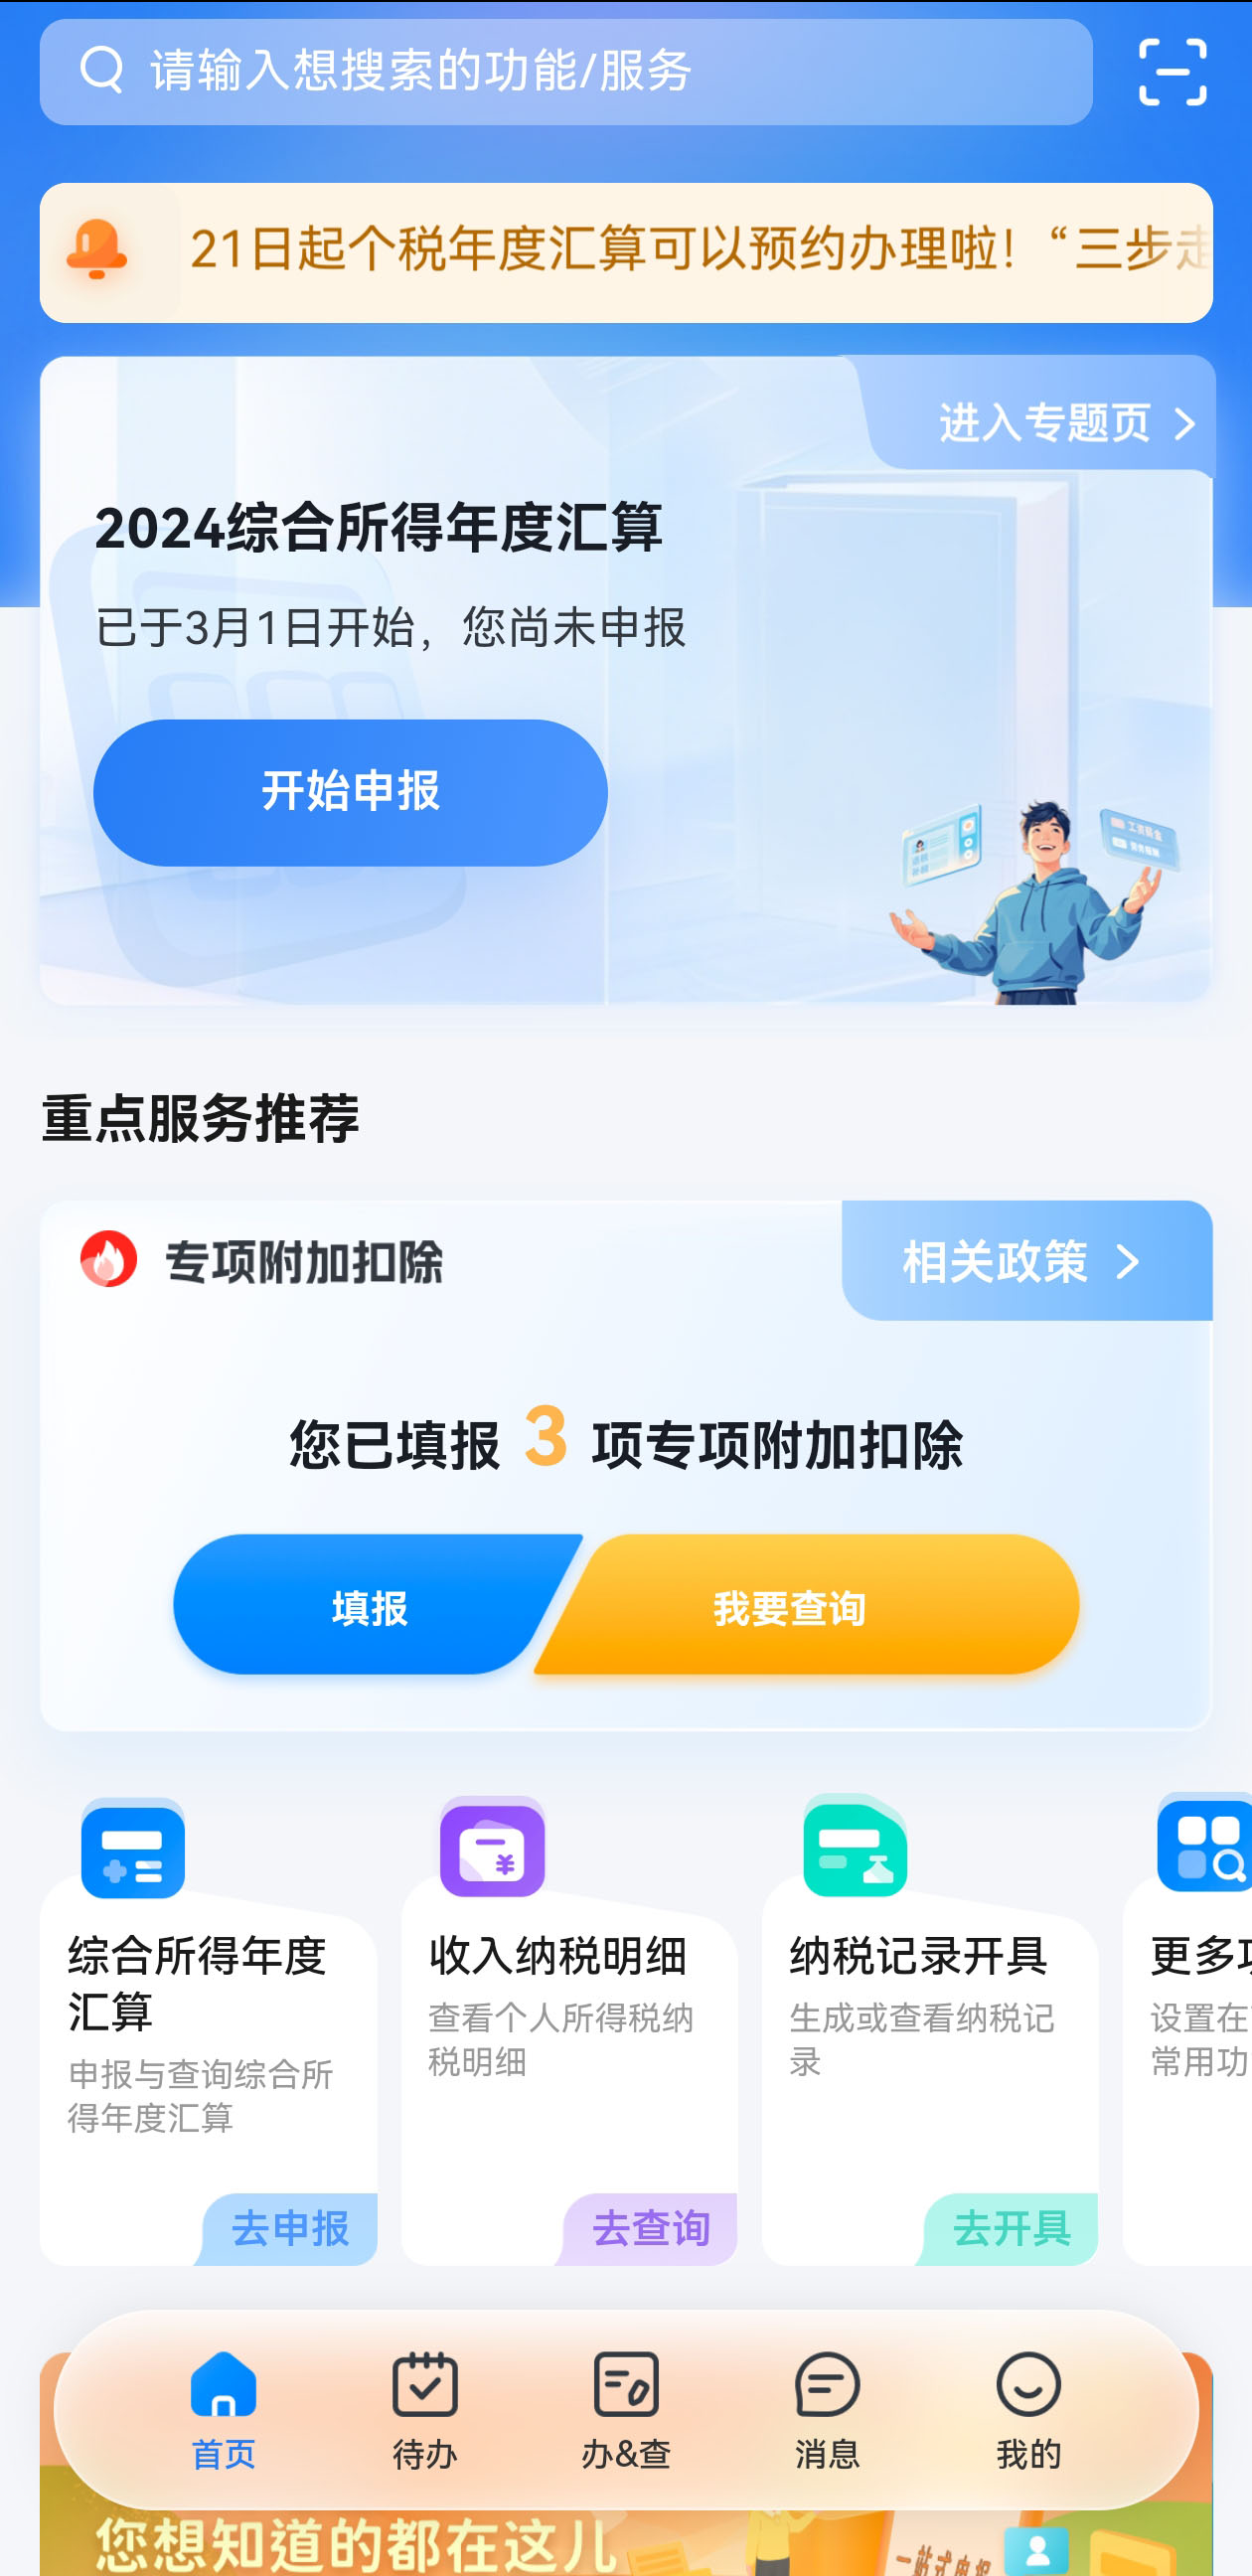 请输入想搜索的功能/服务
21日起个税年度汇算可以预约办理啦！“三步
进入专题页
2024综合所得年度汇算
已于3月1日开始，您尚未申报
开始申报
重点服务推荐
专项附加扣除
相关政策
您已填报 3 项专项附加扣除
填报
我要查询
综合所得年度
汇算
申报与查询综合所
得年度汇算
去申报
收入纳税明细
查看个人所得税纳
税明细
去查询
纳税记录开具
生成或查看纳税记
录
去开具
更多
设置在
常用功
首页
待办
办&查
消息
我的
您想知道的都在这儿